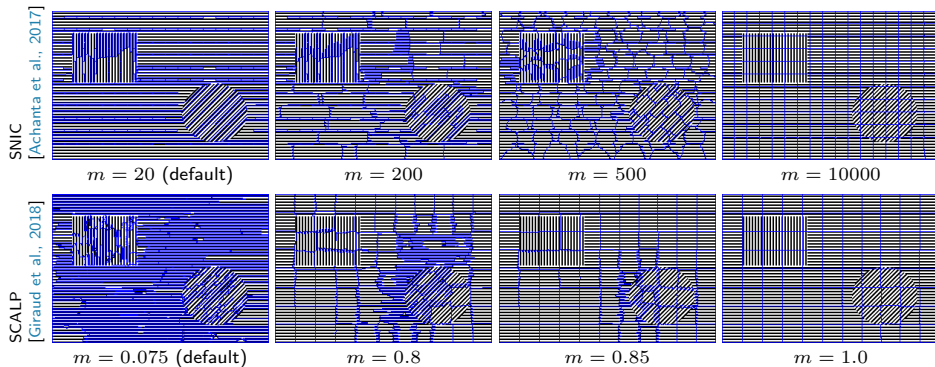 SNIC
[Achanta et al., 2017]
m = 20 (default)
m = 200
m = 500
m = 10000
SCALP
[Giraud et al., 2018]
m = 0.075 (default)
m = 0.8
m = 0.85
m = 1.0